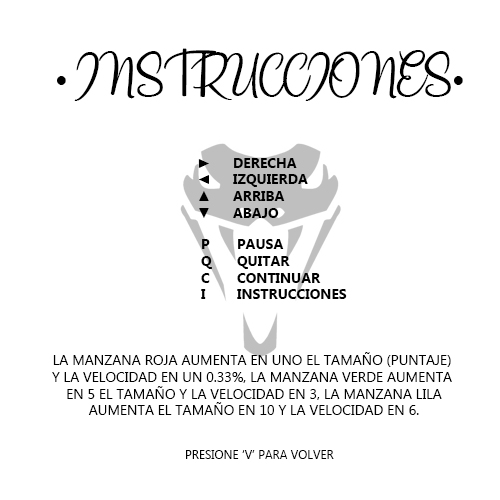 • INSTRUCCIONES •
► DERECHA
◄ IZQUIERDA
▲ ARRIBA
▼ ABAJO
P PAUSA
Q QUITAR
C CONTINUAR
I INSTRUCCIONES
LA MANZANA ROJA AUMENTA EN UNO EL TAMAÑO (PUNTAJE)
Y LA VELOCIDAD EN UN 0.33%, LA MANZANA VERDE AUMENTA
EN 5 EL TAMAÑO Y LA VELOCIDAD EN 3, LA MANZANA LILA
AUMENTA EL TAMAÑO EN 10 Y LA VELOCIDAD EN 6.
PRESIONE ‘V’ PARA VOLVER